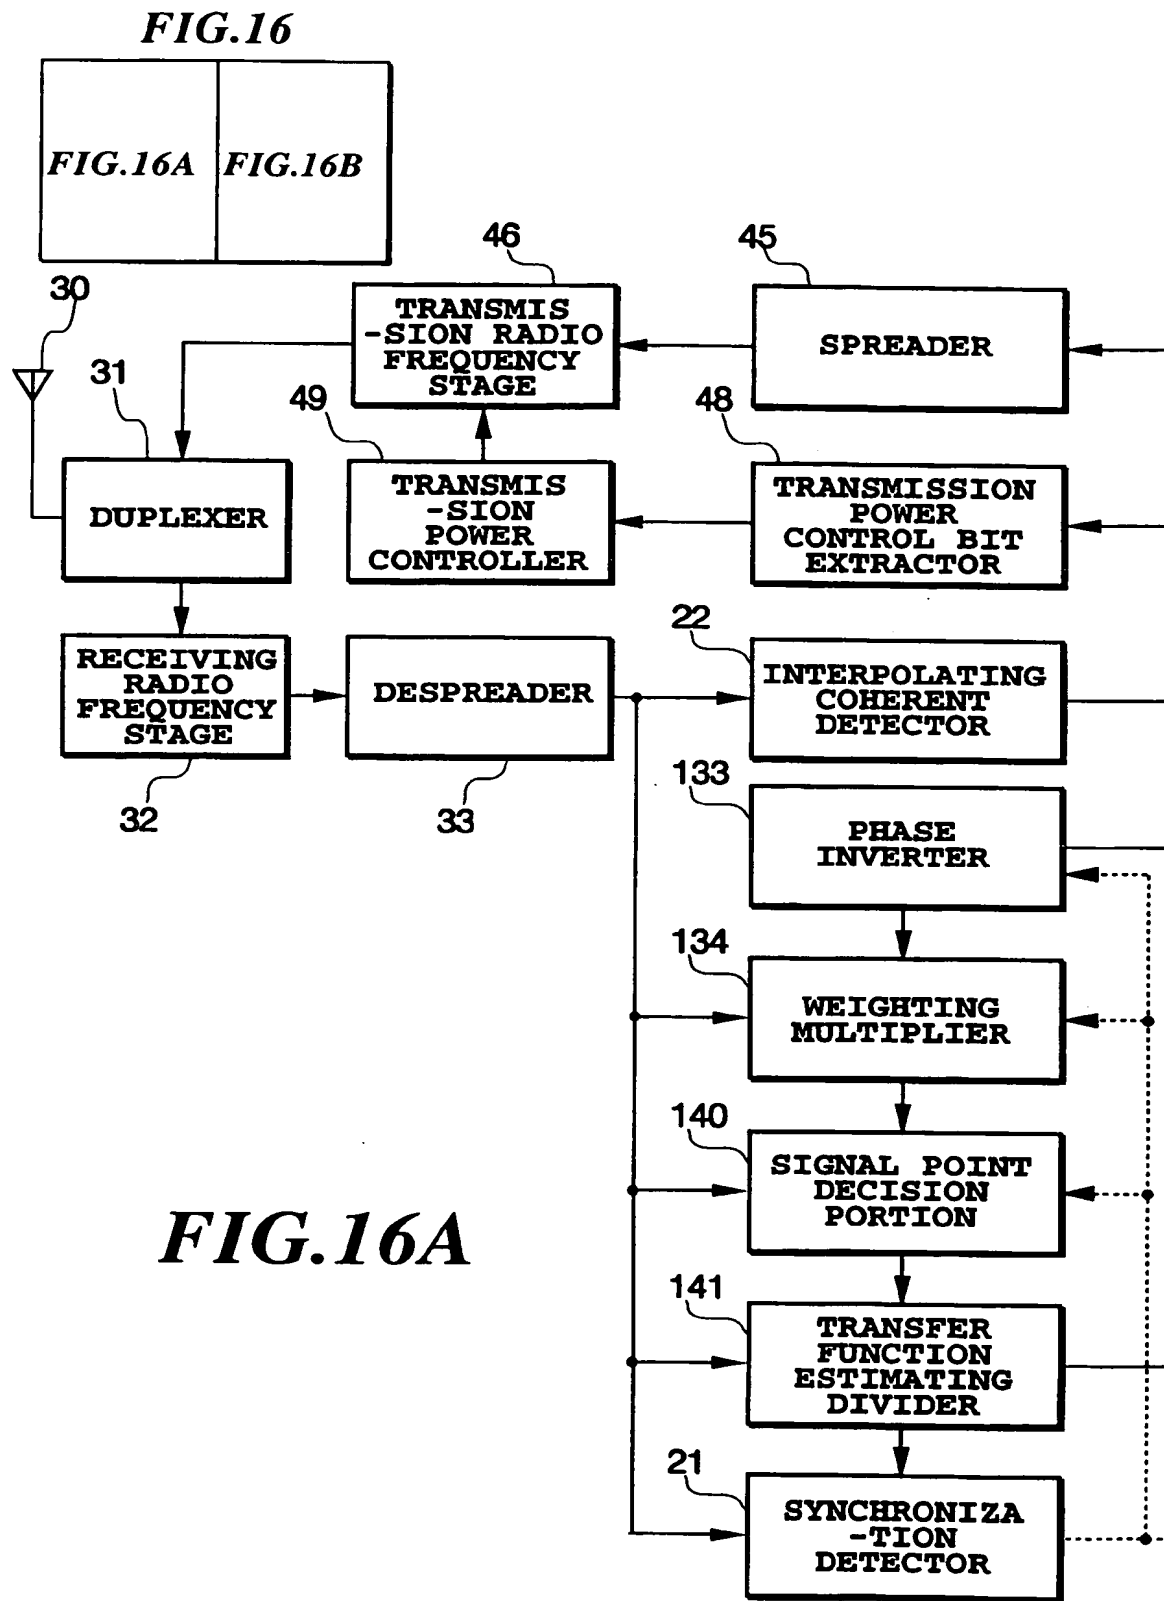 FIG.16
FIG.16A
FIG.16B
46
45
30
TRANSMIS
-SION RADIO
FREQUENCY
STAGE
SPREADER
31
49
48
DUPLEXER
TRANSMIS
-SION
POWER
CONTROLLER
TRANSMISSION
POWER
CONTROL BIT
EXTRACTOR
22
RECEIVING
RADIO
FREQUENCY
STAGE
DESPREADER
INTERPOLATING
COHERENT
DETECTOR
32
33
133
PHASE
INVERTER
134
WEIGHTING
MULTIPLIER
140
SIGNAL POINT
DECISION
PORTION
FIG.16A
141
TRANSFER
FUNCTION
ESTIMATING
DIVIDER
21
SYNCHRONIZA
-TION
DETECTOR